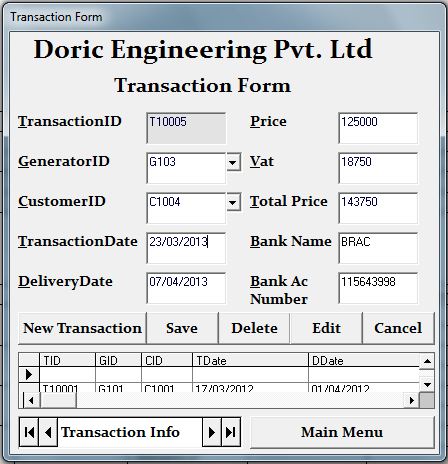 Transaction Form
Doric Engineering Pvt. Ltd
Transaction Form
TransactionID T10005 Price 125000
GeneratorID G103 Vat 18750
CustomerID C1004 Total Price 143750
TransactionDate 23/03/2013 Bank Name BRAC
DeliveryDate 07/04/2013 Bank Ac Number 115643998
New Transaction Save Delete Edit Cancel
TID GID CID TDate DDate
T10001 G101 C1001 17/03/2012 01/04/2012
Transaction Info Main Menu